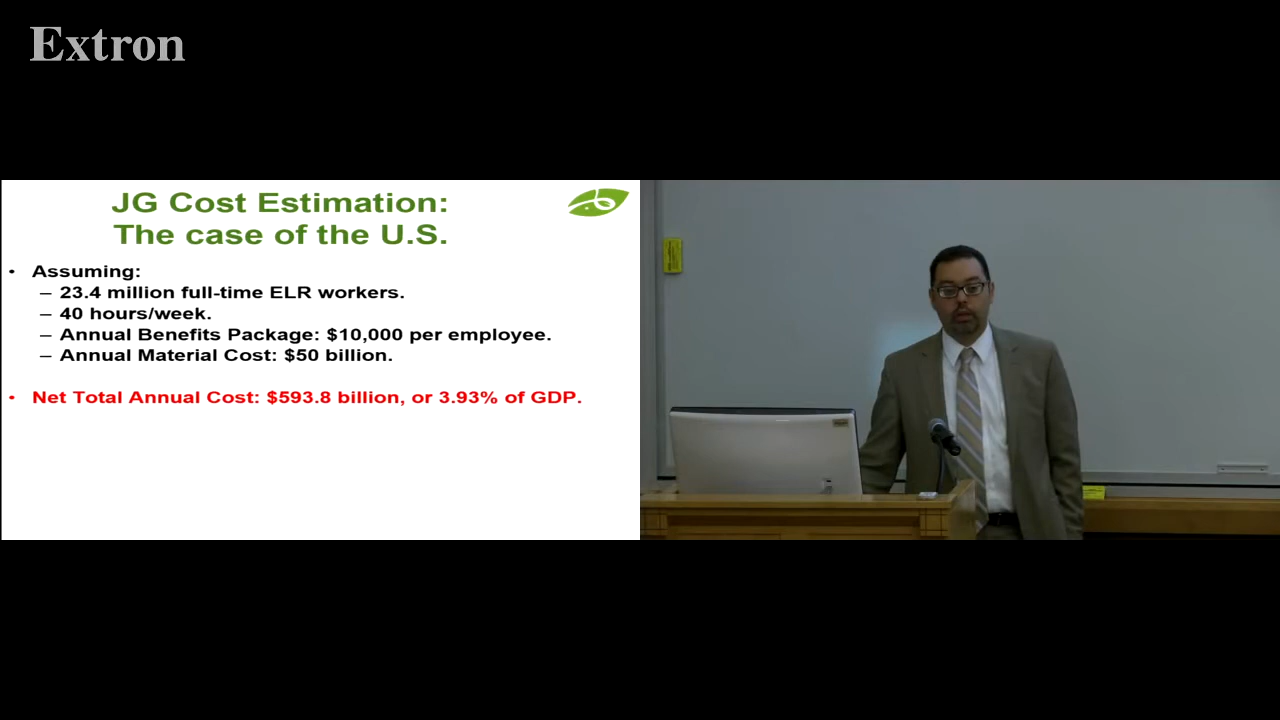 Extron
JG Cost Estimation:
The case of the U.S.
• Assuming:
– 23.4 million full-time ELR workers.
– 40 hours/week.
– Annual Benefits Package: $10,000 per employee.
– Annual Material Cost: $50 billion.
• Net Total Annual Cost: $593.8 billion, or 3.93% of GDP.